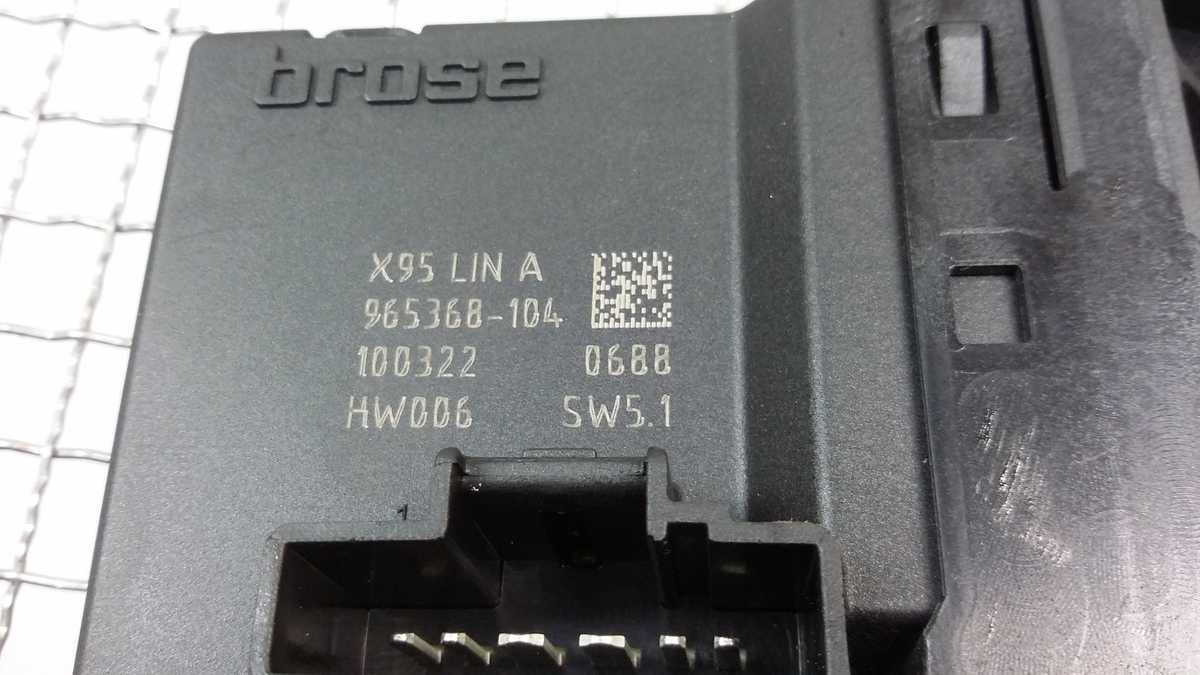 brose
X95 LIN A
965368-104
100322 0688
HW006 SW5.1
1